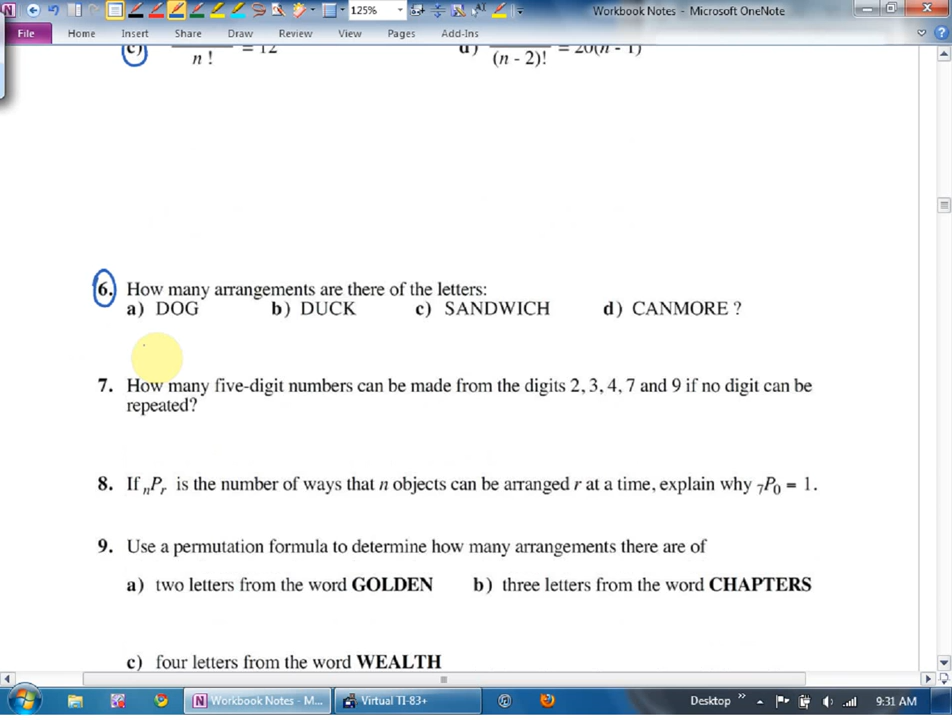 125%
Workbook Notes - Microsoft OneNote
File Home Insert Share Draw Review View Pages Add-Ins
c) n ! = 12 d) (n - 2)! = 20(n - 1)
6. How many arrangements are there of the letters:
a) DOG b) DUCK c) SANDWICH d) CANMORE ?
7. How many five-digit numbers can be made from the digits 2, 3, 4, 7 and 9 if no digit can be
repeated?
8. If nPr is the number of ways that n objects can be arranged r at a time, explain why 7P0 = 1.
9. Use a permutation formula to determine how many arrangements there are of
a) two letters from the word GOLDEN b) three letters from the word CHAPTERS
c) four letters from the word WEALTH
Workbook Notes - M... Virtual TI-83+ Desktop 9:31 AM